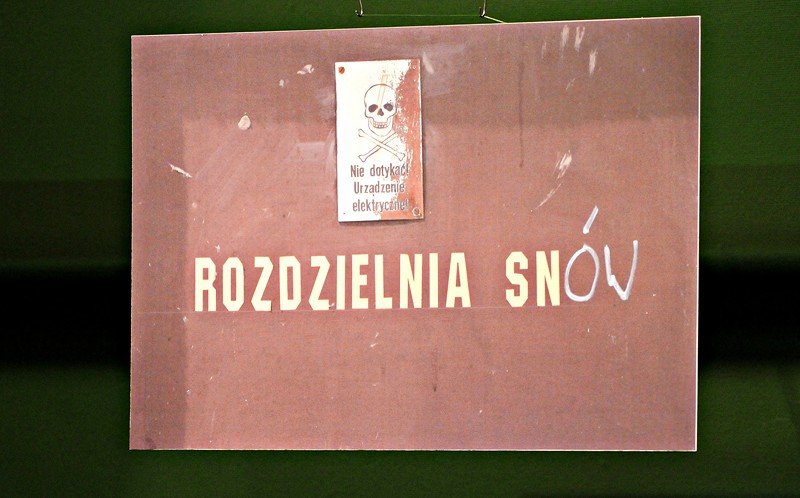 Nie dotykać!
Urządzenie
elektryczne!
ROZDZIELNIA SNÓW